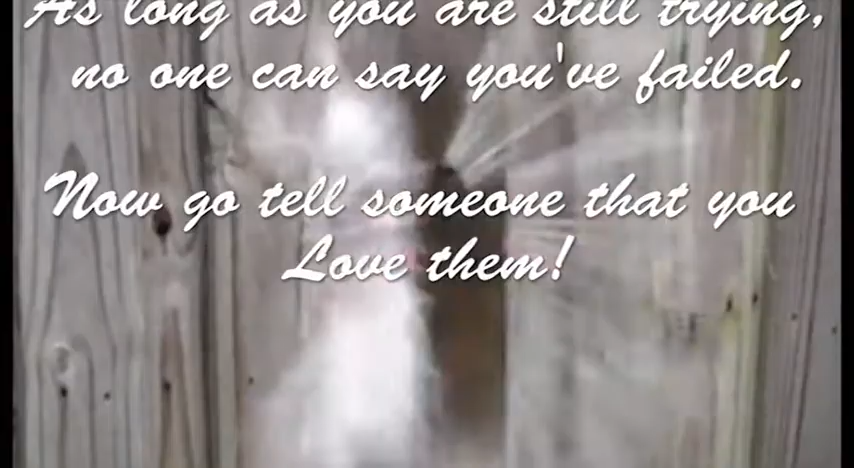 As long as you are still trying,
no one can say you've failed.
Now go tell someone that you
Love them!